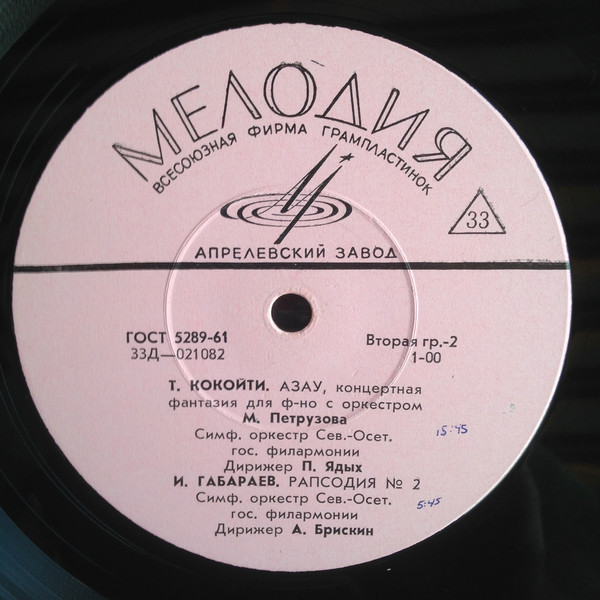 МЕЛОДИЯ
ВСЕСОЮЗНАЯ ФИРМА ГРАМПЛАСТИНОК
33
АПРЕЛЕВСКИЙ ЗАВОД
ГОСТ 5289-61
33Д—021082
Вторая гр.-2
1-00
Т. КОКОЙТИ. АЗАУ, концертная
фантазия для ф-но с оркестром
М. Петрузова
Симф. оркестр Сев.-Осет.
гос. филармонии
15:45
Дирижер П. Ядых
И. ГАБАРАЕВ. РАПСОДИЯ № 2
Симф. оркестр Сев.-Осет.
5:45
гос. филармонии
Дирижер А. Брискин